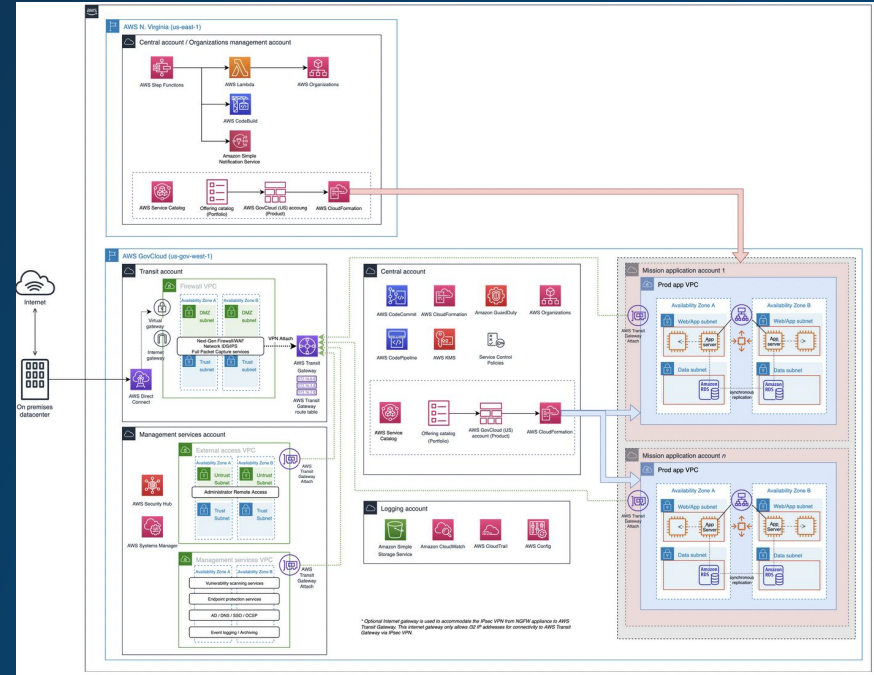 aws
AWS N. Virginia (us-east-1)
Central account / Organizations management account
AWS Step Functions
AWS Lambda
AWS Organizations
AWS CodeBuild
Amazon Simple
Notification Service
AWS Service Catalog
Offering catalog
(Portfolio)
AWS GovCloud (US) accoung
(Product)
AWS CloudFormation
Internet
On premises
datacenter
AWS GovCloud (us-gov-west-1)
Transit account
Firewall VPC
Availability Zone A
Availability Zone B
DMZ
subnet
DMZ
subnet
Virtual
gateway
Internet
gateway
Next-Gen Firewall/WAF
Network IDS/IPS
Full Packet Capture services
Trust
subnet
Trust
subnet
VPN Attach
AWS Transit
Gateway
AWS Transit
Gateway
route table
AWS Direct
Connect
Management services account
External access VPC
Availability Zone A
Availability Zone B
Untrust
Subnet
Untrust
Subnet
Administrator Remote Access
Trust
Subnet
Trust
Subnet
AWS
Transit
Gateway
Attach
AWS Security Hub
AWS Systems Manager
Management services VPC
Availability Zone A
Availability Zone B
Vulnerability scanning services
Endpoint protection services
AD / DNS / SSO / OCSP
Event logging / Archiving
AWS
Transit
Gateway
Attach
Central account
AWS CodeCommit
AWS CloudFormation
Amazon GuardDuty
AWS Organizations
AWS CodePipeline
AWS KMS
Service Control
Policies
AWS Service
Catalog
Offering catalog
(Portfolio)
AWS GovCloud (US)
account (Product)
AWS CloudFormation
Logging account
Amazon Simple
Storage Service
Amazon CloudWatch
AWS CloudTrail
AWS Config
* Optional Internet gateway is used to accommodate the IPsec VPN from NGFW appliance to AWS
Transit Gateway. This internet gateway only allows /32 IP addresses for connectivity to AWS Transit
Gateway via IPsec VPN.
Mission application account 1
Prod app VPC
Availability Zone A
Availability Zone B
Web/App subnet
Web/App subnet
App
server
App
server
AWS Transit
Gateway
Attach
Data subnet
Data subnet
Amazon
RDS
synchronous
replication
Amazon
RDS
Mission application account n
Prod app VPC
Availability Zone A
Availability Zone B
Web/App subnet
Web/App subnet
App
Server
App
Server
AWS Transit
Gateway
Attach
Data subnet
Data subnet
Amazon
RDS
synchronous
replication
Amazon
RDS